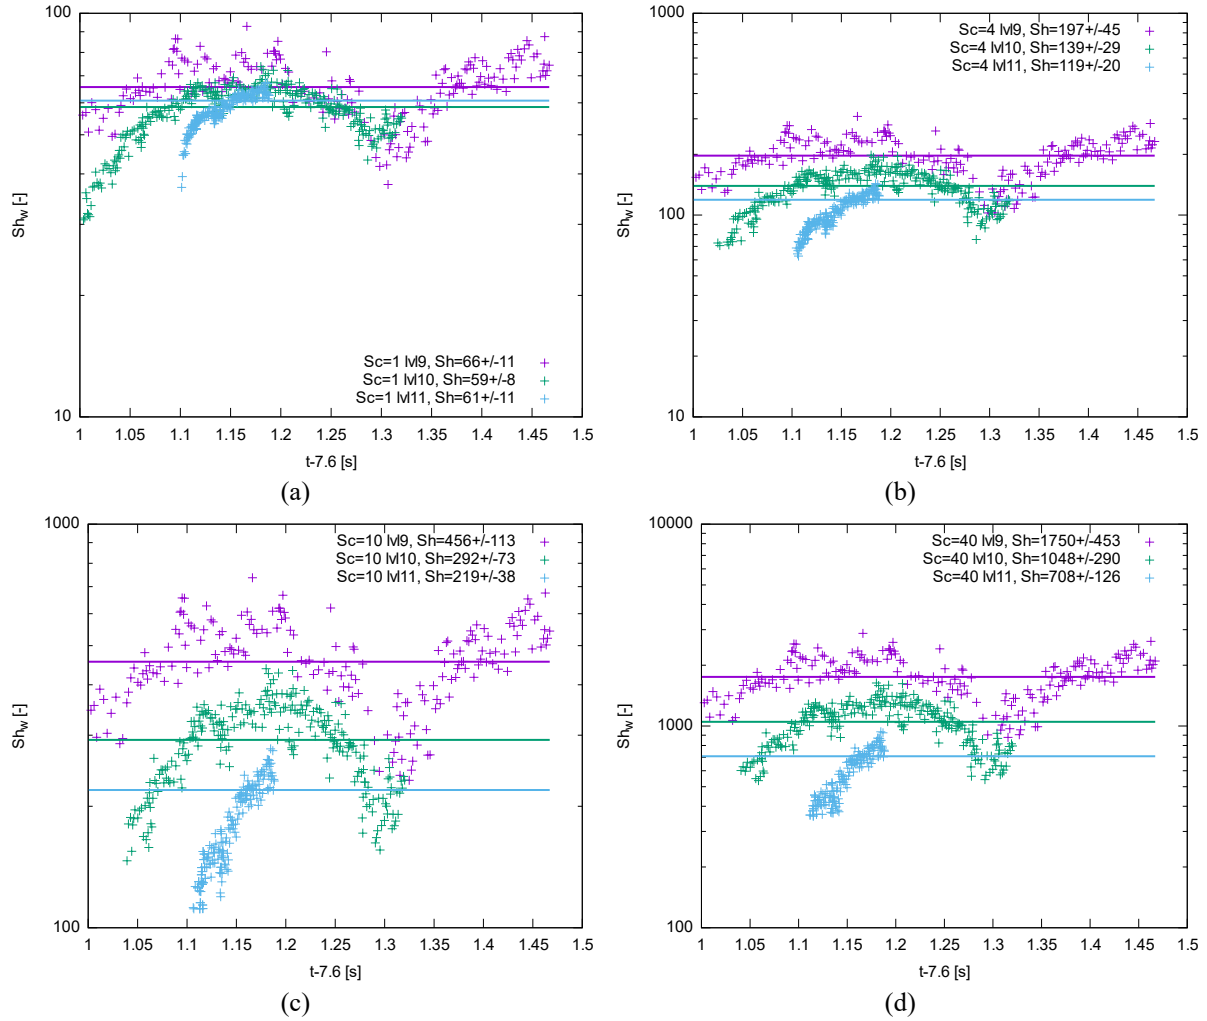 100
10
Sh_w [-]
Sc=1 lvl9, Sh=66+/-11
Sc=1 lvl10, Sh=59+/-8
Sc=1 lvl11, Sh=61+/-11
1 1.05 1.1 1.15 1.2 1.25 1.3 1.35 1.4 1.45 1.5
t-7.6 [s]
(a)
1000
100
10
Sh_w [-]
Sc=4 lvl9, Sh=197+/-45
Sc=4 lvl10, Sh=139+/-29
Sc=4 lvl11, Sh=119+/-20
1 1.05 1.1 1.15 1.2 1.25 1.3 1.35 1.4 1.45 1.5
t-7.6 [s]
(b)
1000
100
Sh_w [-]
Sc=10 lvl9, Sh=456+/-113
Sc=10 lvl10, Sh=292+/-73
Sc=10 lvl11, Sh=219+/-38
1 1.05 1.1 1.15 1.2 1.25 1.3 1.35 1.4 1.45 1.5
t-7.6 [s]
(c)
10000
1000
100
Sh_w [-]
Sc=40 lvl9, Sh=1750+/-453
Sc=40 lvl10, Sh=1048+/-290
Sc=40 lvl11, Sh=708+/-126
1 1.05 1.1 1.15 1.2 1.25 1.3 1.35 1.4 1.45 1.5
t-7.6 [s]
(d)